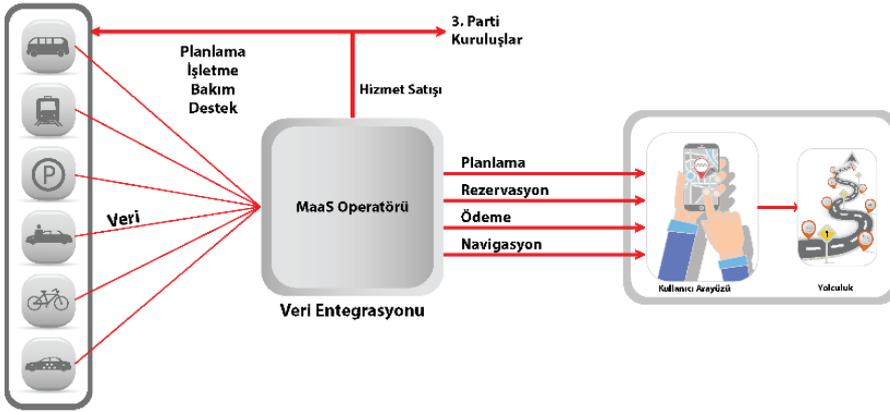 3. Parti
Kuruluşlar
Planlama
İşletme
Bakım
Destek
Hizmet Satışı
P
Veri
MaaS Operatörü
Veri Entegrasyonu
Planlama
Rezervasyon
Ödeme
Navigasyon
Kullanıcı Arayüzü
Yolculuk